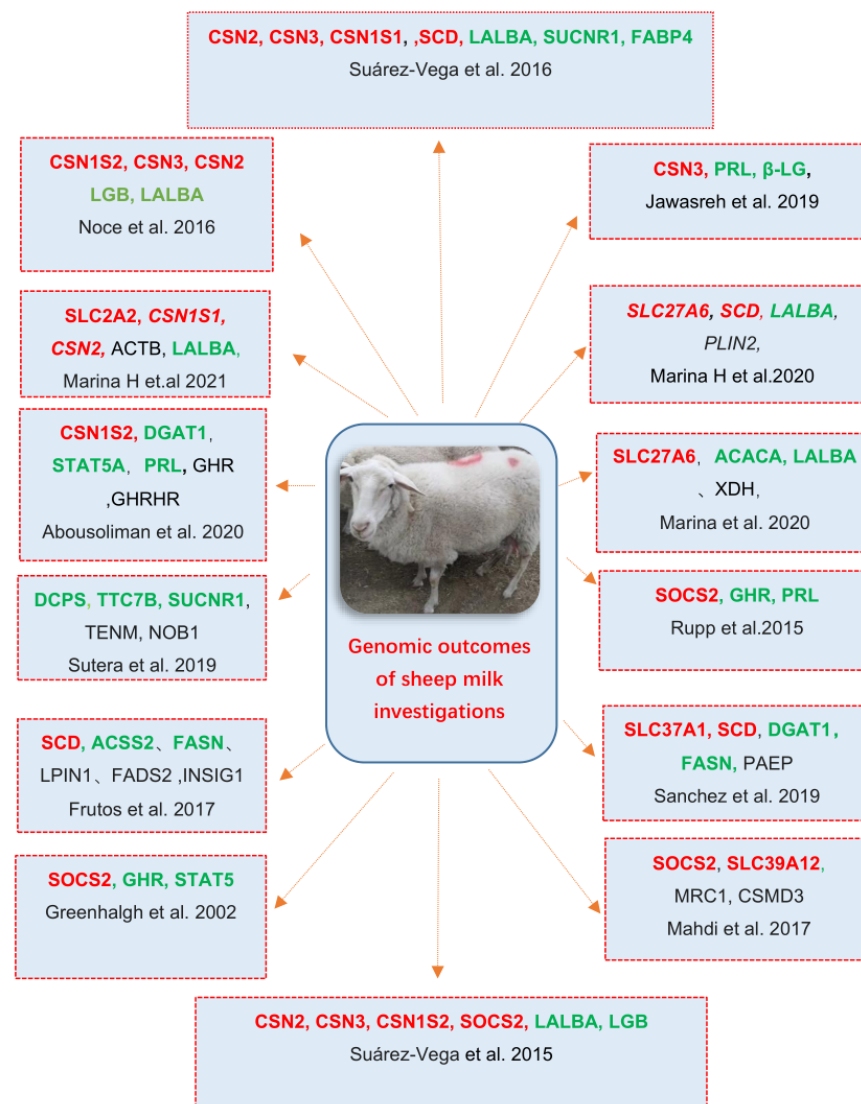 CSN2, CSN3, CSN1S1, ,SCD, LALBA, SUCNR1, FABP4
Suárez-Vega et al. 2016
CSN1S2, CSN3, CSN2
LGB, LALBA
Noce et al. 2016
CSN3, PRL, β-LG,
Jawasreh et al. 2019
SLC2A2, CSN1S1,
CSN2, ACTB, LALBA,
Marina H et.al 2021
SLC27A6, SCD, LALBA,
PLIN2,
Marina H et al.2020
CSN1S2, DGAT1,
STAT5A、 PRL, GHR
,GHRHR
Abousoliman et al. 2020
SLC27A6、 ACACA, LALBA
、XDH,
Marina et al. 2020
DCPS, TTC7B, SUCNR1,
TENM, NOB1
Sutera et al. 2019
SOCS2, GHR, PRL
Rupp et al.2015
Genomic outcomes
of sheep milk
investigations
SCD, ACSS2、 FASN、
LPIN1、 FADS2 ,INSIG1
Frutos et al. 2017
SLC37A1, SCD, DGAT1,
FASN, PAEP
Sanchez et al. 2019
SOCS2, GHR, STAT5
Greenhalgh et al. 2002
SOCS2, SLC39A12,
MRC1, CSMD3
Mahdi et al. 2017
CSN2, CSN3, CSN1S2, SOCS2, LALBA, LGB
Suárez-Vega et al. 2015